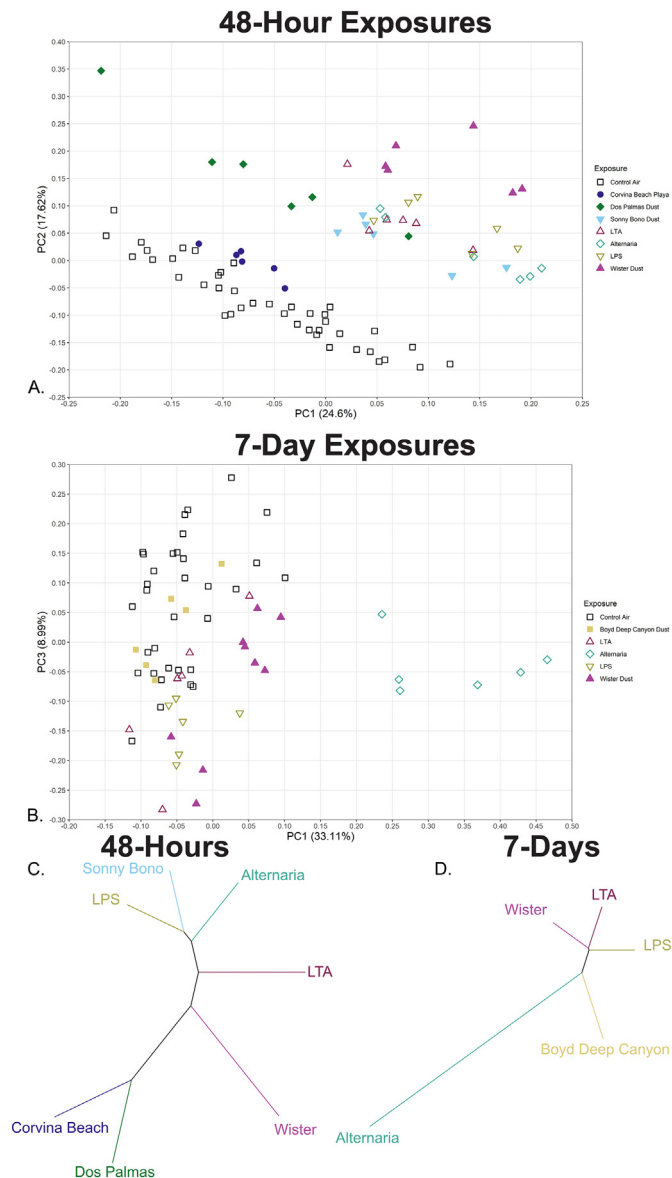 48-Hour Exposures
0.40
0.35
0.30
0.25
0.20
0.15
0.10
0.05
0.00
-0.05
-0.10
-0.15
-0.20
-0.25
PC2 (17.62%)
Exposure
Control Air
Corvina Beach Playa
Dos Palmas Dust
Sonny Bono Dust
LTA
Alternaria
LPS
Wister Dust
A.
-0.25 -0.20 -0.15 -0.10 -0.05 0.00 0.05 0.10 0.15 0.20 0.25
PC1 (24.6%)
7-Day Exposures
0.30
0.25
0.20
0.15
0.10
0.05
0.00
-0.05
-0.10
-0.15
-0.20
-0.25
-0.30
PC3 (8.99%)
Exposure
Control Air
Boyd Deep Canyon Dust
LTA
Alternaria
LPS
Wister Dust
B.
-0.20 -0.15 -0.10 -0.05 0.00 0.05 0.10 0.15 0.20 0.25 0.30 0.35 0.40 0.45 0.50
PC1 (33.11%)
48-Hours
C.
Sonny Bono
LPS
Alternaria
LTA
Wister
Corvina Beach
Dos Palmas
7-Days
D.
LTA
Wister
LPS
Boyd Deep Canyon
Alternaria